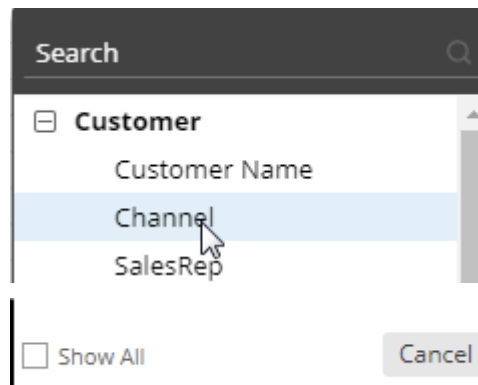 Search
Customer
Customer Name
Channel
SalesRep
Show All
Cancel